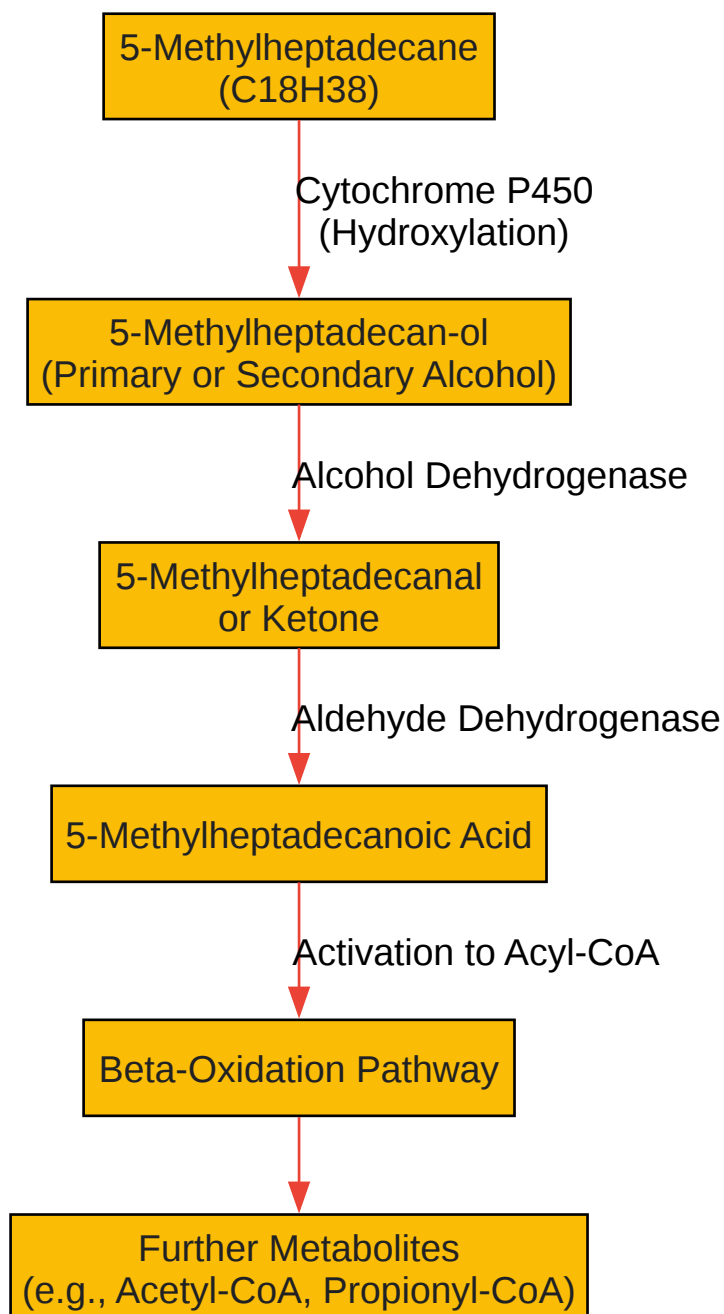 5-Methylheptadecane
(C18H38)
Cytochrome P450
(Hydroxylation)
5-Methylheptadecan-ol
(Primary or Secondary Alcohol)
Alcohol Dehydrogenase
5-Methylheptadecanal
or Ketone
Aldehyde Dehydrogenase
5-Methylheptadecanoic Acid
Activation to Acyl-CoA
Beta-Oxidation Pathway
Further Metabolites
(e.g., Acetyl-CoA, Propionyl-CoA)